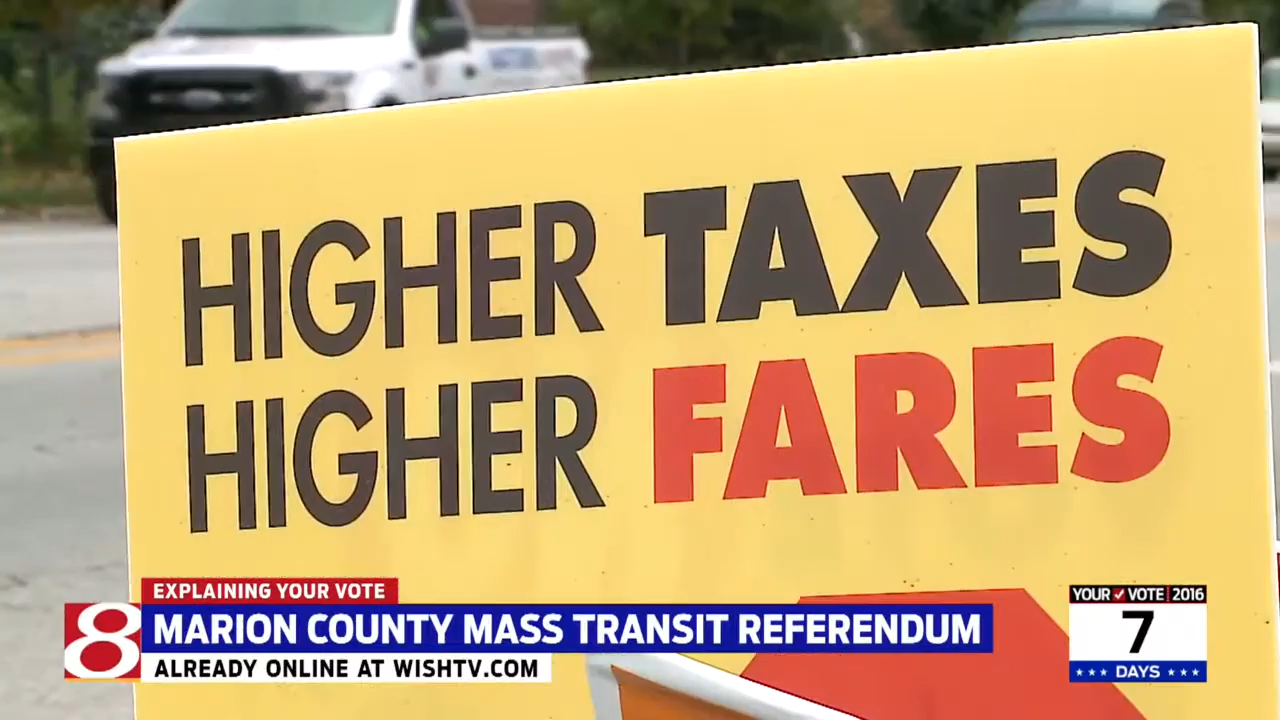 HIGHER TAXES
HIGHER FARES
EXPLAINING YOUR VOTE
8
MARION COUNTY MASS TRANSIT REFERENDUM
ALREADY ONLINE AT WISHTV.COM
YOUR VOTE 2016
7
DAYS